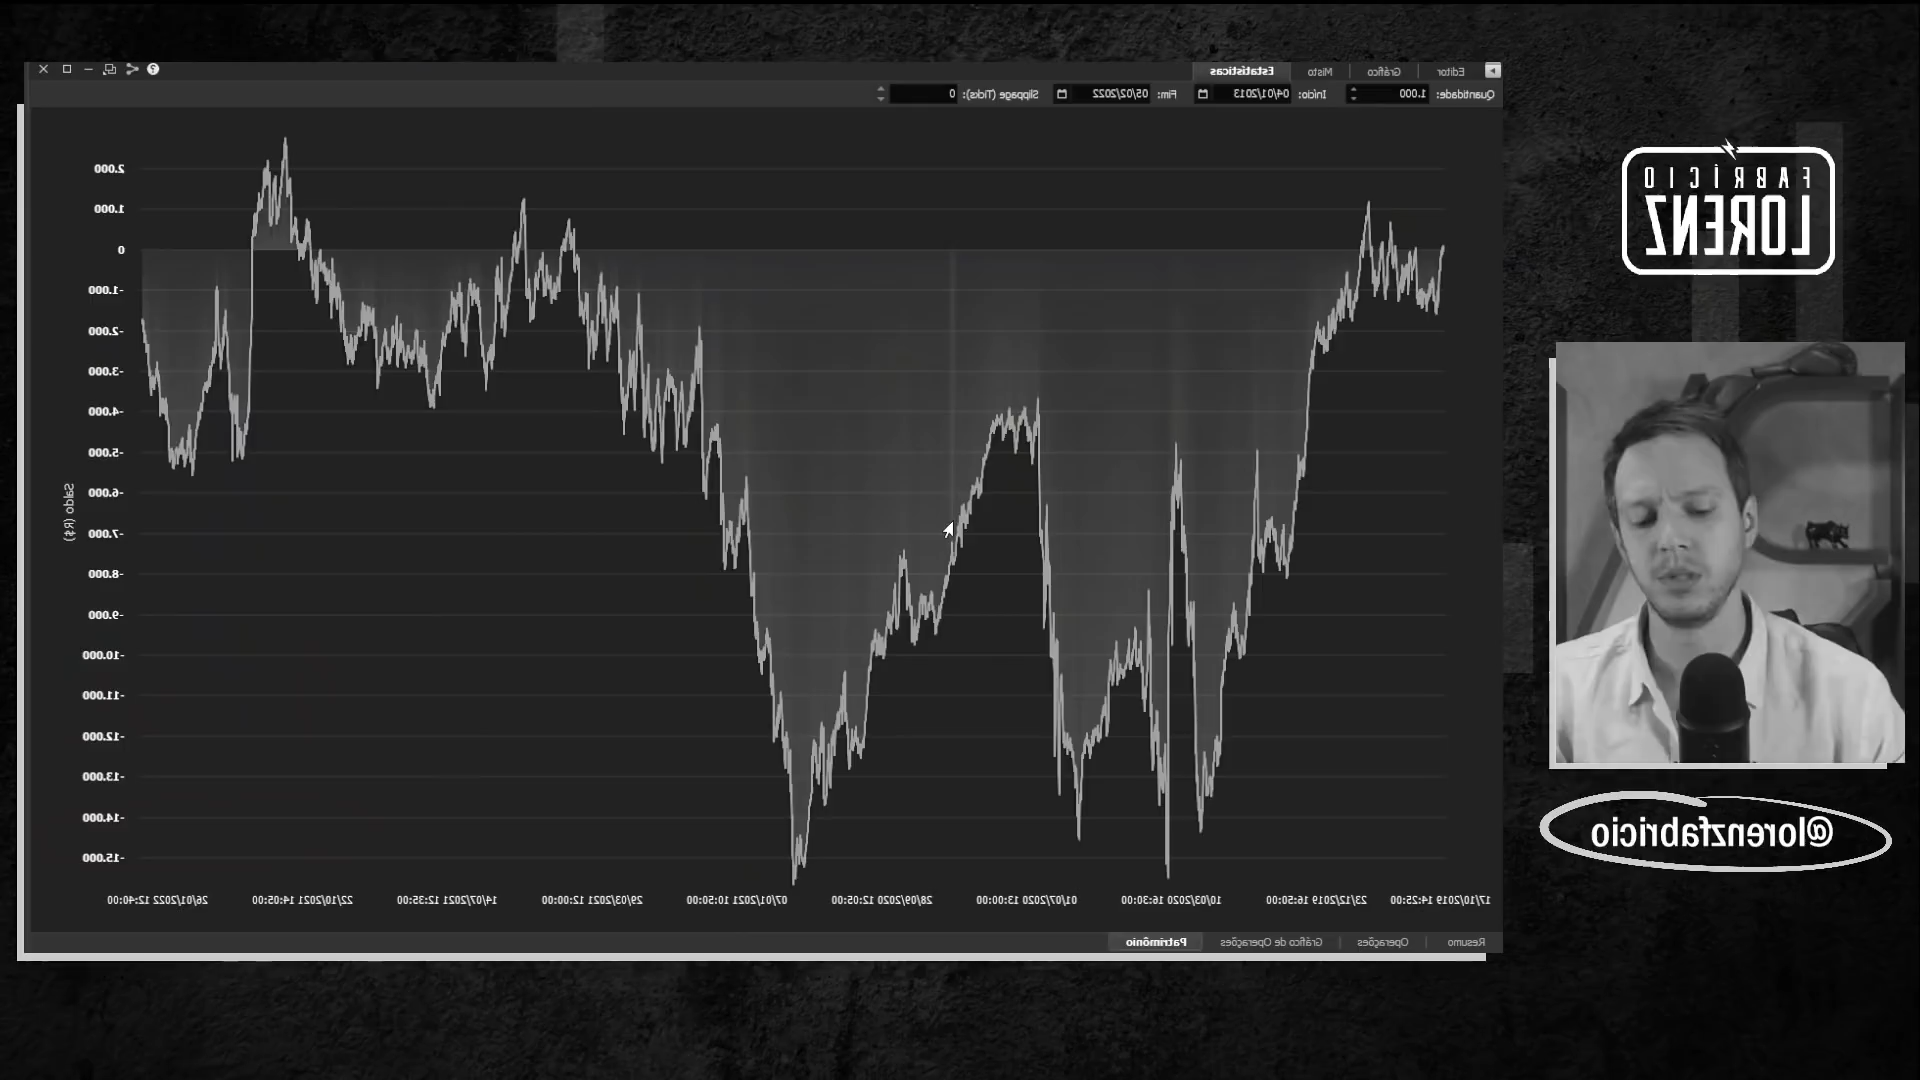 Editor Gráfico Misto Estatísticas
Quantidade: 1.000 Início: 04/01/2013 Fim: 05/02/2022 Slippage (Ticks): 0
FABRÍCIO
LORENZ
2.000
1.000
0
-1.000
-2.000
-3.000
-4.000
-5.000
-6.000
-7.000
-8.000
-9.000
-10.000
-11.000
-12.000
-13.000
-14.000
-15.000
Saldo (R$)
17/10/2019 14:25:00 23/12/2019 16:50:00 10/03/2020 16:30:00 01/07/2020 13:00:00 28/09/2020 12:05:00 07/01/2021 10:50:00 29/03/2021 12:00:00 14/07/2021 12:35:00 22/10/2021 14:05:00 26/01/2022 12:40:00
Resumo Operações Gráfico de Operações Patrimônio
@lorenzfabricio